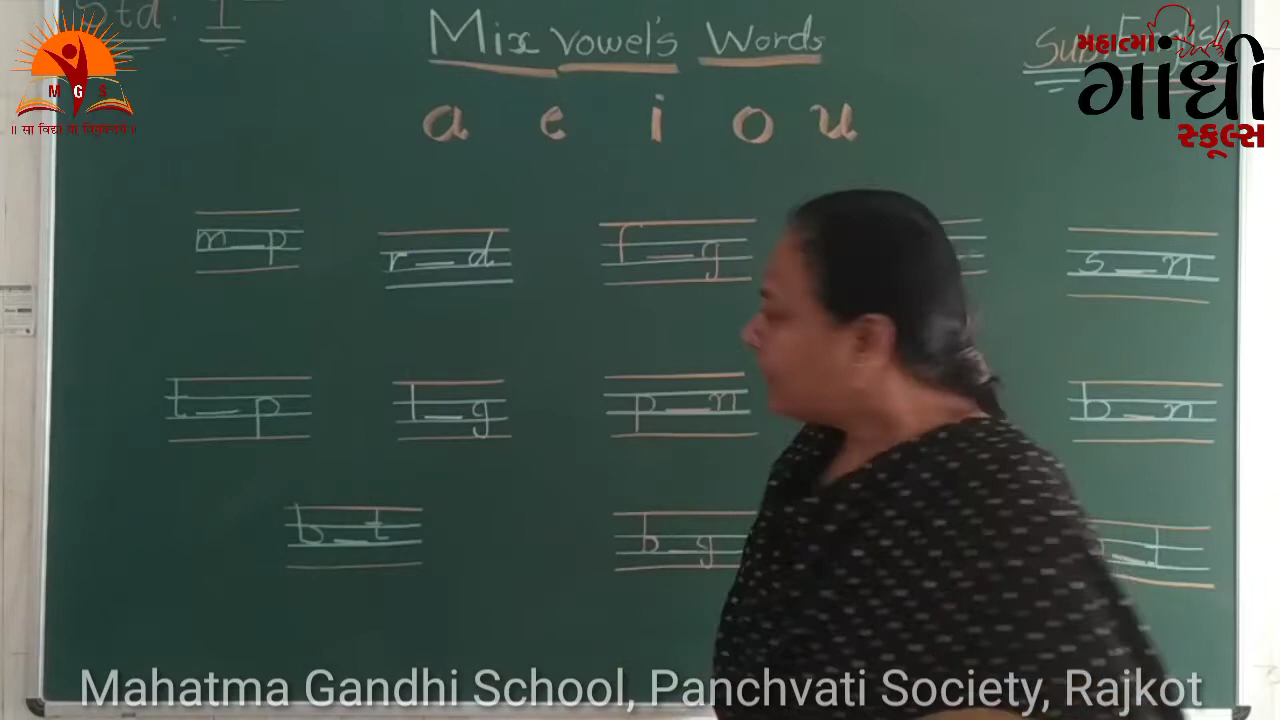 Std. I
Mix vowel's Words
Sub:
મહાત્મા
ગાંધી
સ્કૂલ્સ
M G S
॥ सा विद्या या विमुक्तये ॥
a e i o u
m_p r_d f_g s_n
t_p l_g p_n b_n
b_t b_g
Mahatma Gandhi School, Panchvati Society, Rajkot